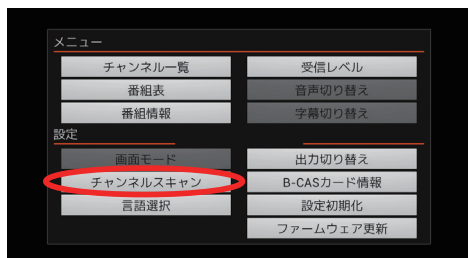 メニュー
チャンネル一覧 受信レベル
番組表 音声切り替え
番組情報 字幕切り替え
設定
画面モード 出力切り替え
チャンネルスキャン B-CASカード情報
言語選択 設定初期化
ファームウェア更新